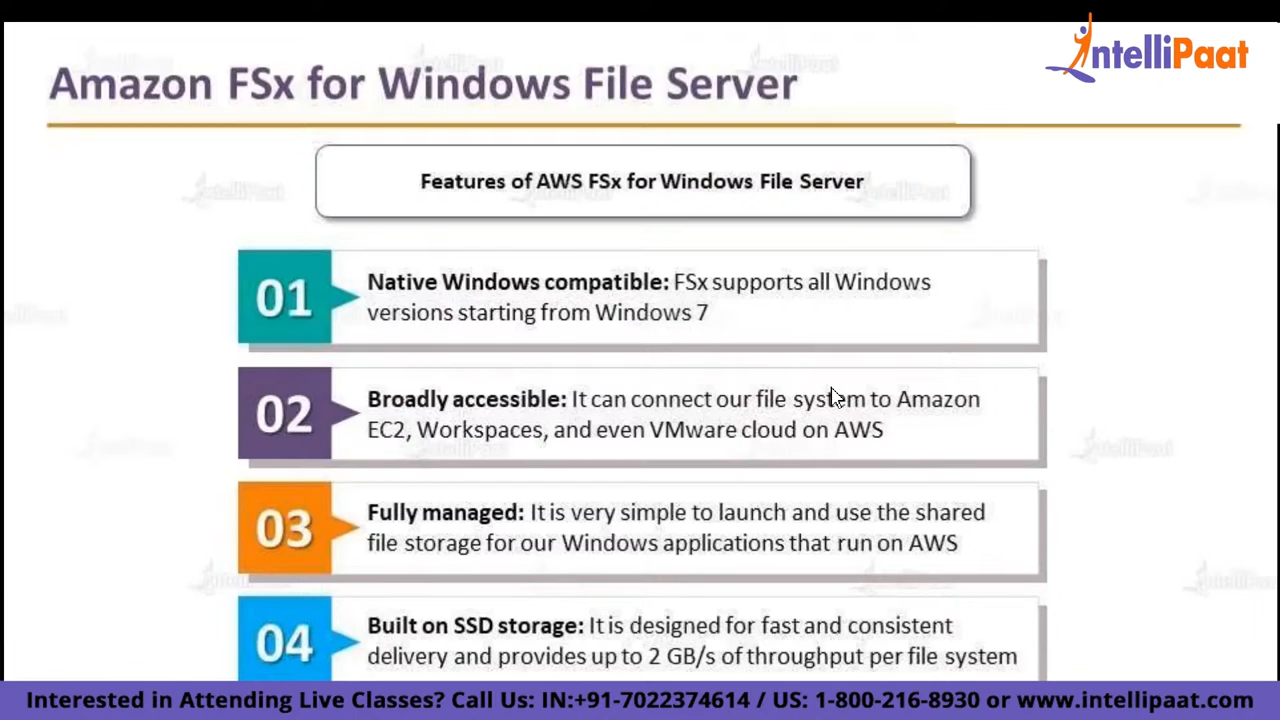 Amazon FSx for Windows File Server
IntelliPaat
Features of AWS FSx for Windows File Server
01
Native Windows compatible: FSx supports all Windows
versions starting from Windows 7
02
Broadly accessible: It can connect our file system to Amazon
EC2, Workspaces, and even VMware cloud on AWS
03
Fully managed: It is very simple to launch and use the shared
file storage for our Windows applications that run on AWS
04
Built on SSD storage: It is designed for fast and consistent
delivery and provides up to 2 GB/s of throughput per file system
Interested in Attending Live Classes? Call Us: IN:+91-7022374614 / US: 1-800-216-8930 or www.intellipaat.com